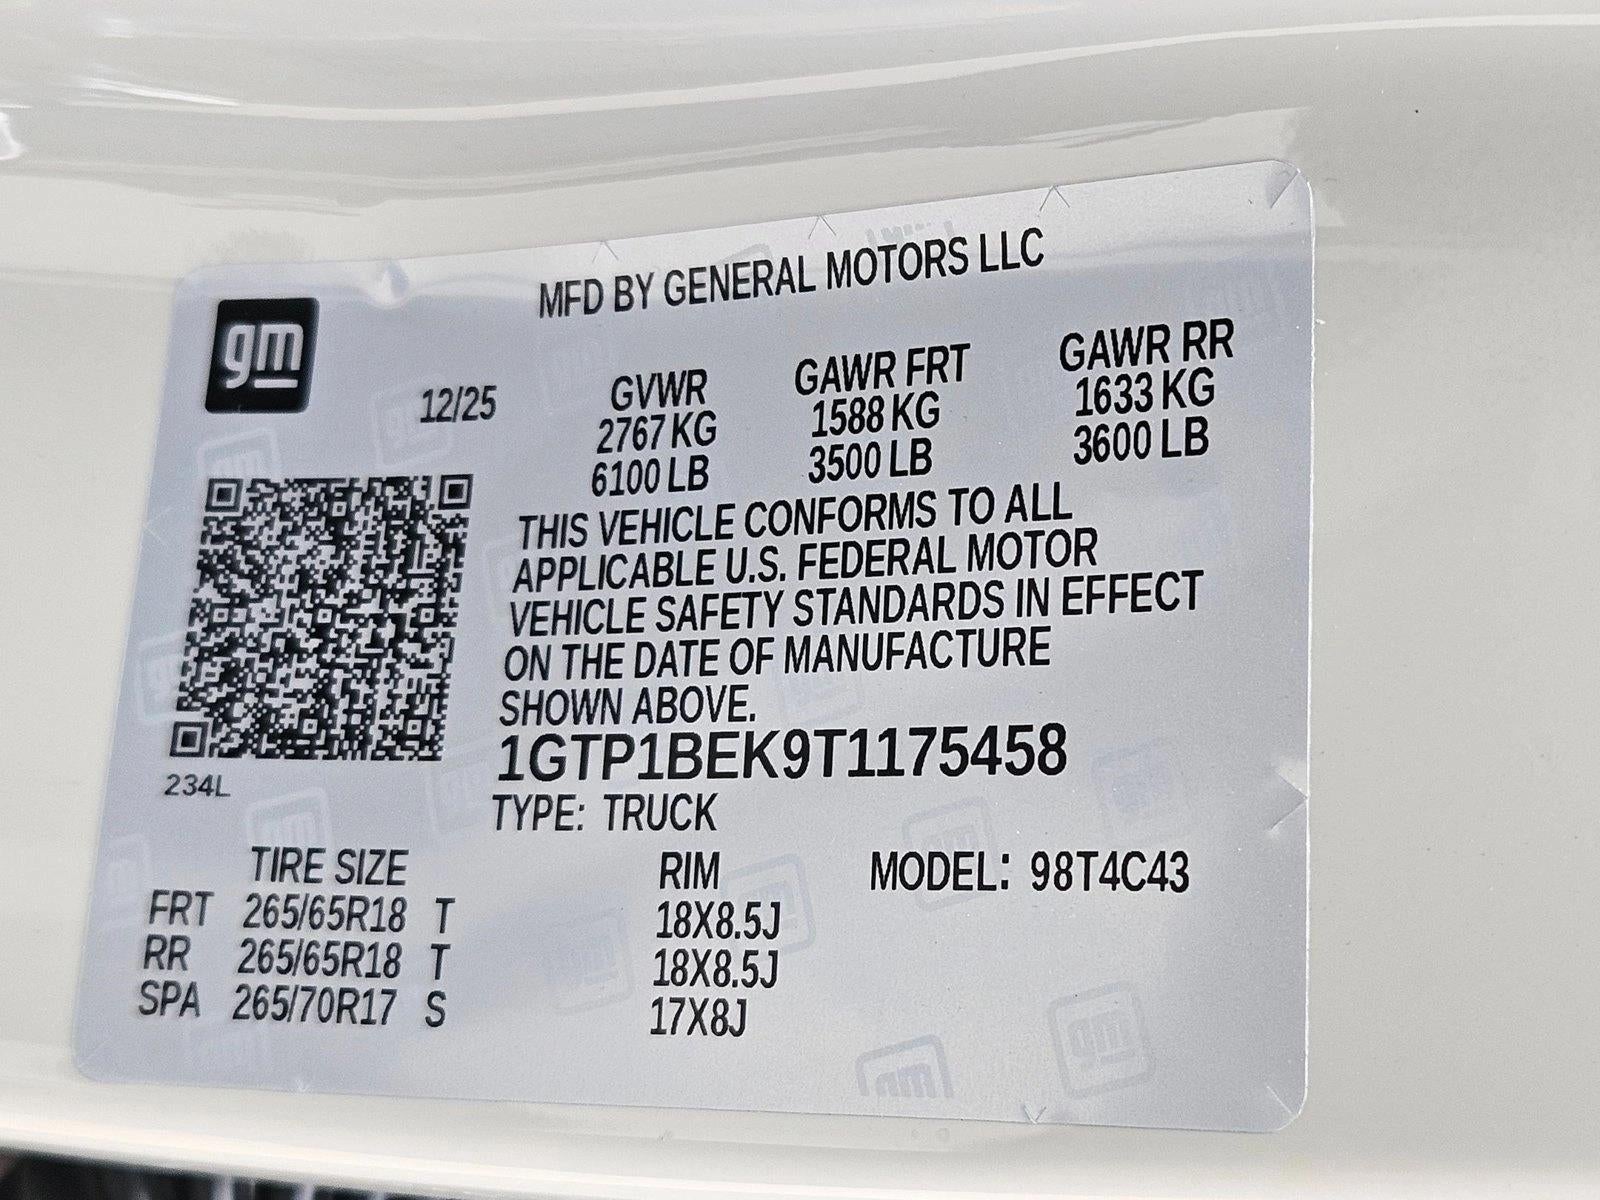 MFD BY GENERAL MOTORS LLC
gm
12/25
GVWR GAWR FRT GAWR RR
2767 KG 1588 KG 1633 KG
6100 LB 3500 LB 3600 LB
THIS VEHICLE CONFORMS TO ALL
APPLICABLE U.S. FEDERAL MOTOR
VEHICLE SAFETY STANDARDS IN EFFECT
ON THE DATE OF MANUFACTURE
SHOWN ABOVE.
1GTP1BEK9T1175458
234L
TYPE: TRUCK
TIRE SIZE RIM MODEL: 98T4C43
FRT 265/65R18 T 18X8.5J
RR 265/65R18 T 18X8.5J
SPA 265/70R17 S 17X8J